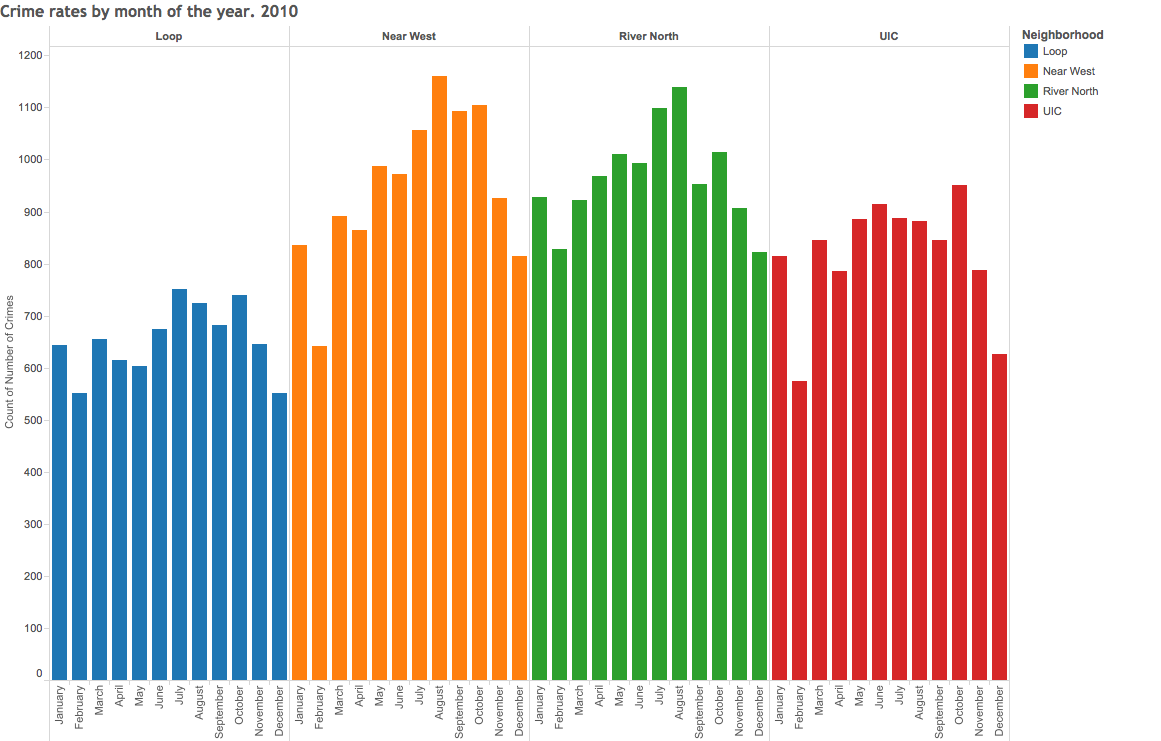 Crime rates by month of the year. 2010
Loop Near West River North UIC
Neighborhood
Loop
Near West
River North
UIC
Count of Number of Crimes
1200
1100
1000
900
800
700
600
500
400
300
200
100
0
January February March April May June July August September October November December January February March April May June July August September October November December January February March April May June July August September October November December January February March April May June July August September October November December